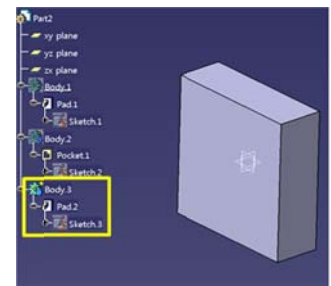 Part2
xy plane
yz plane
zx plane
Body.1
Pad.1
Sketch.1
Body.2
Pocket.1
Sketch.2
Body.3
Pad.2
Sketch.3